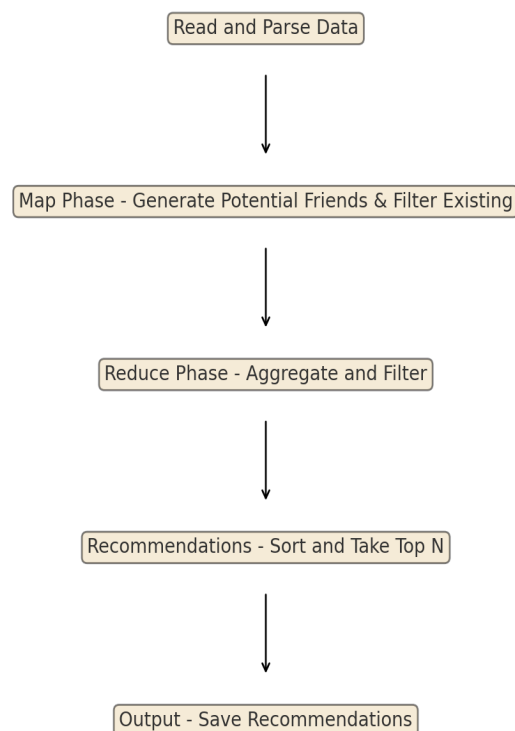 Read and Parse Data
Map Phase - Generate Potential Friends & Filter Existing
Reduce Phase - Aggregate and Filter
Recommendations - Sort and Take Top N
Output - Save Recommendations